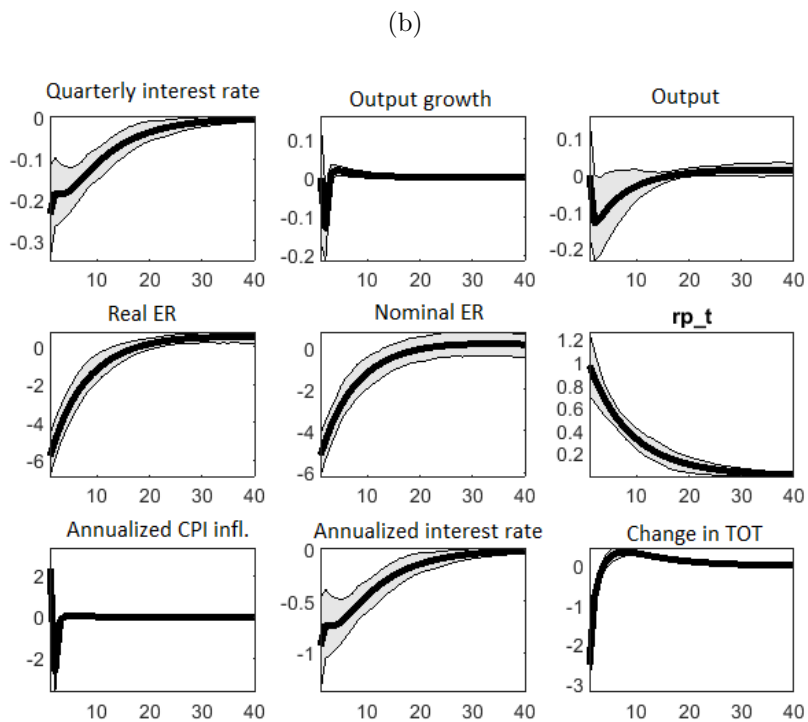 (b)
Quarterly interest rate
Output growth
Output
0
-0.1
-0.2
-0.3
10 20 30 40
0.1
0
-0.1
-0.2
10 20 30 40
0.1
0
-0.1
-0.2
10 20 30 40
Real ER
Nominal ER
rp_t
0
-2
-4
-6
10 20 30 40
0
-2
-4
-6
10 20 30 40
1.2
1
0.8
0.6
0.4
0.2
10 20 30 40
Annualized CPI infl.
Annualized interest rate
Change in TOT
2
0
-2
10 20 30 40
0
-0.5
-1
10 20 30 40
0
-1
-2
-3
10 20 30 40